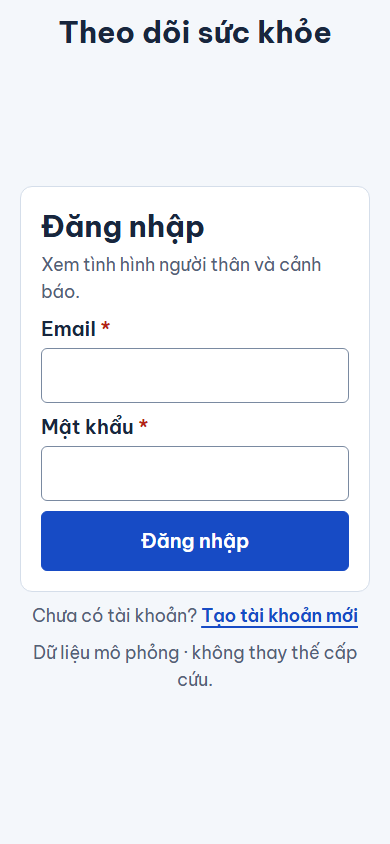 Theo dõi sức khỏe
Đăng nhập
Xem tình hình người thân và cảnh
báo.
Email *
Mật khẩu *
Đăng nhập
Chưa có tài khoản? Tạo tài khoản mới
Dữ liệu mô phỏng · không thay thế cấp
cứu.